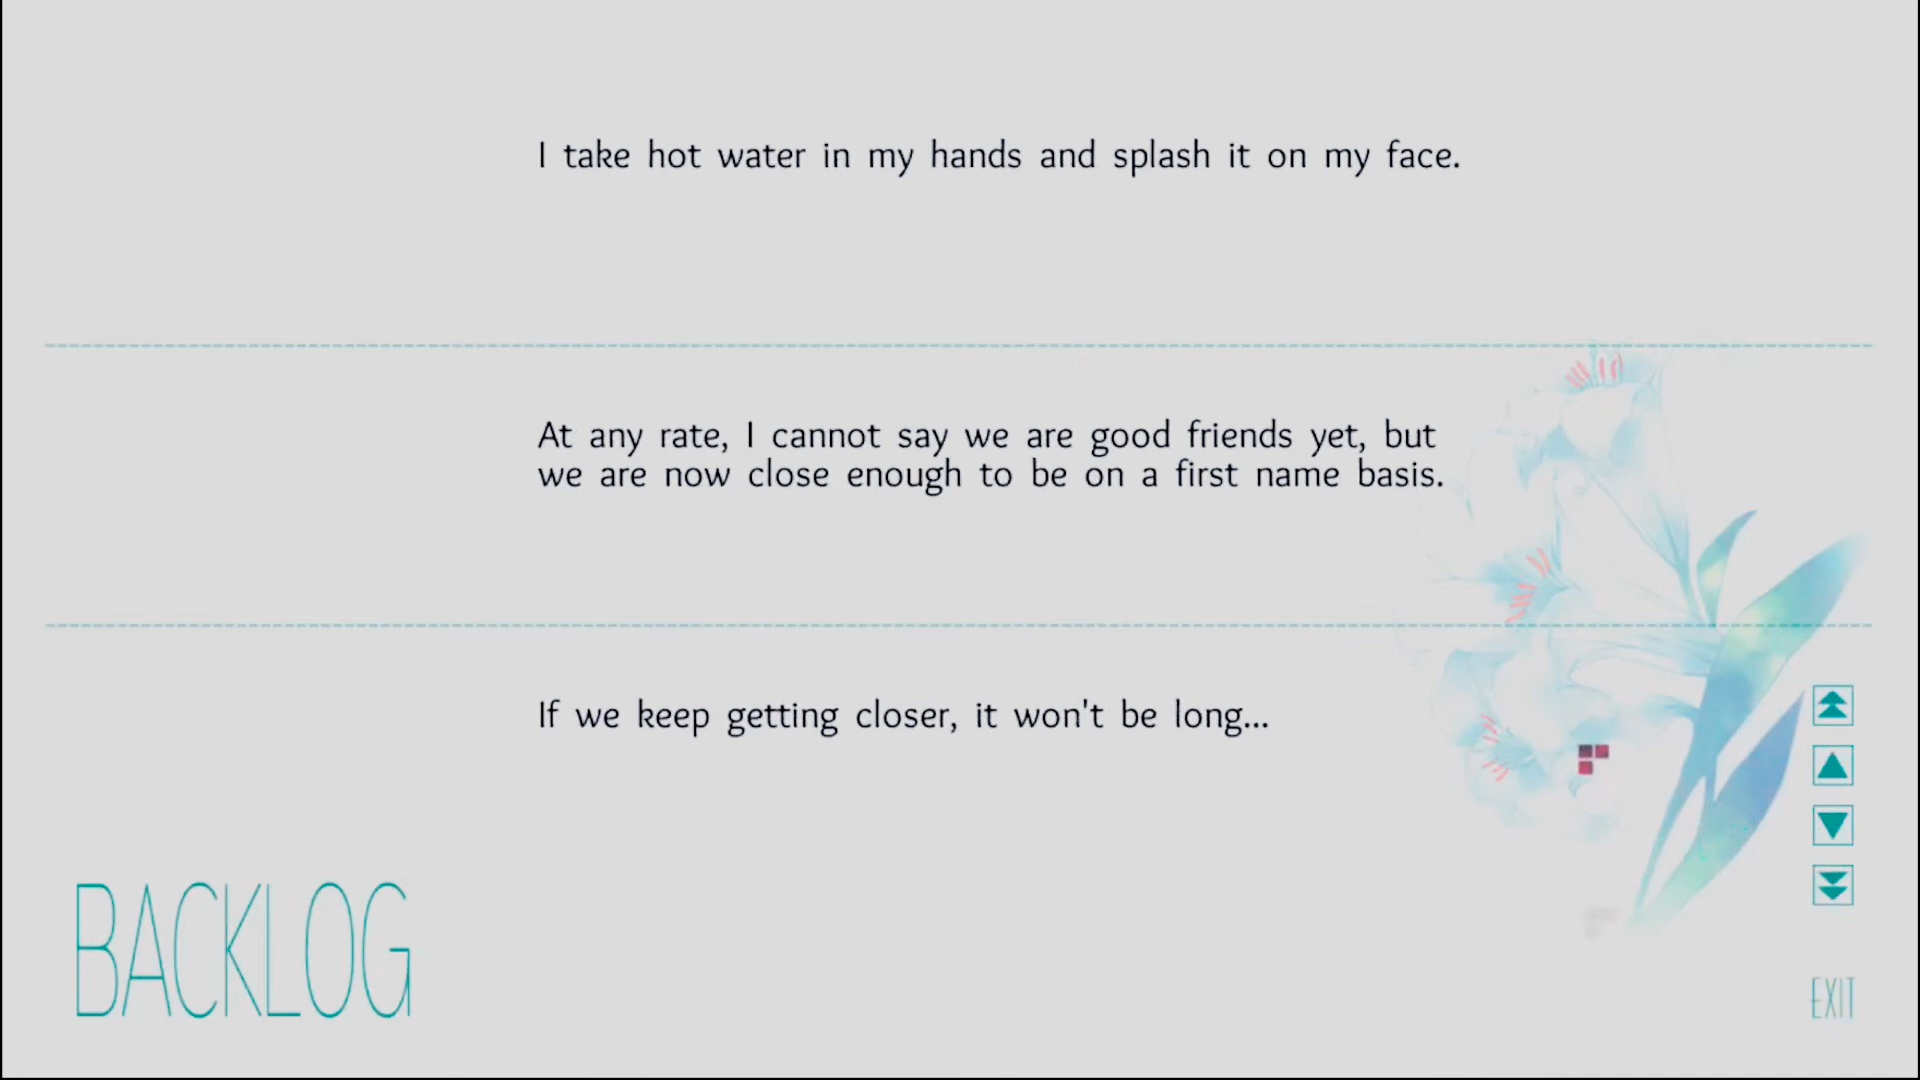 I take hot water in my hands and splash it on my face.
At any rate, I cannot say we are good friends yet, but
we are now close enough to be on a first name basis.
If we keep getting closer, it won't be long...
BACKLOG
EXIT